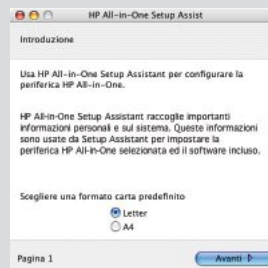 HP All-in-One Setup Assist
Introduzione
Usa HP All-in-One Setup Assistant per configurare la
periferica HP All-in-One.
HP All-in-One Setup Assistant raccoglie importanti
informazioni personali e sul sistema. Queste informazioni
sono usate da Setup Assistant per impostare la
periferica HP All-in-One selezionata ed il software incluso.
Scegliere una formato carta predefinito
Letter
A4
Pagina 1
Avanti